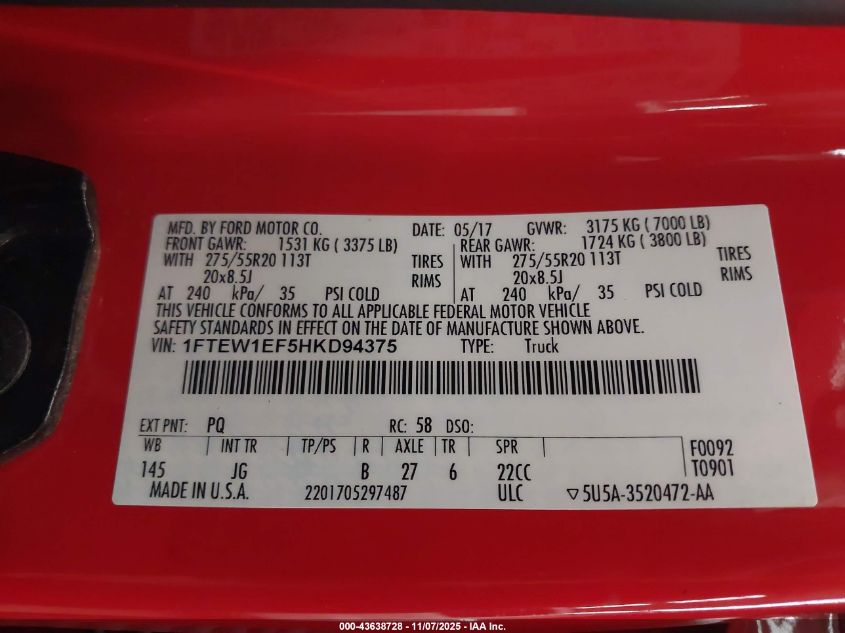 MFD. BY FORD MOTOR CO. DATE: 05/17 GVWR: 3175 KG ( 7000 LB)
FRONT GAWR: 1531 KG ( 3375 LB) REAR GAWR: 1724 KG ( 3800 LB)
WITH 275/55R20 113T TIRES WITH 275/55R20 113T TIRES
20x8.5J RIMS 20x8.5J RIMS
AT 240 kPa/ 35 PSI COLD AT 240 kPa/ 35 PSI COLD
THIS VEHICLE CONFORMS TO ALL APPLICABLE FEDERAL MOTOR VEHICLE
SAFETY STANDARDS IN EFFECT ON THE DATE OF MANUFACTURE SHOWN ABOVE.
VIN: 1FTEW1EF5HKD94375 TYPE: Truck
EXT PNT: PQ RC: 58 DSO:
WB INT TR TP/PS R AXLE TR SPR F0092
145 JG B 27 6 22CC T0901
MADE IN U.S.A. 2201705297487 ULC ▽5U5A-3520472-AA
000-43638728 - 11/07/2025 - IAA Inc.